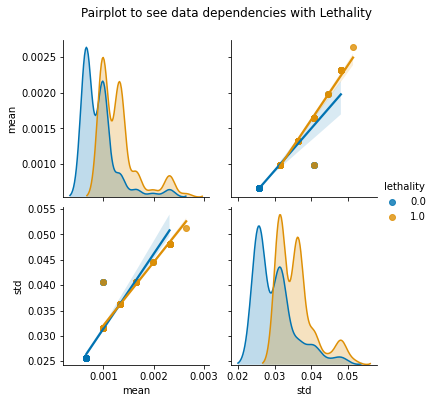 Pairplot to see data dependencies with Lethality
0.0025
0.0020
0.0015
0.0010
mean
lethality
0.0
1.0
0.055
0.050
0.045
0.040
0.035
0.030
0.025
std
0.001 0.002 0.003
mean
0.02 0.03 0.04 0.05
std